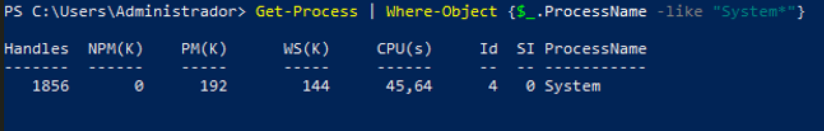 PS C:\Users\Administrador> Get-Process | Where-Object {$_.ProcessName -like "System*"}
Handles  NPM(K)    PM(K)      WS(K)     CPU(s)     Id  SI ProcessName
-------  ------    -----      -----     ------     --  -- -----------
   1856       0      192        144      45,64      4   0 System